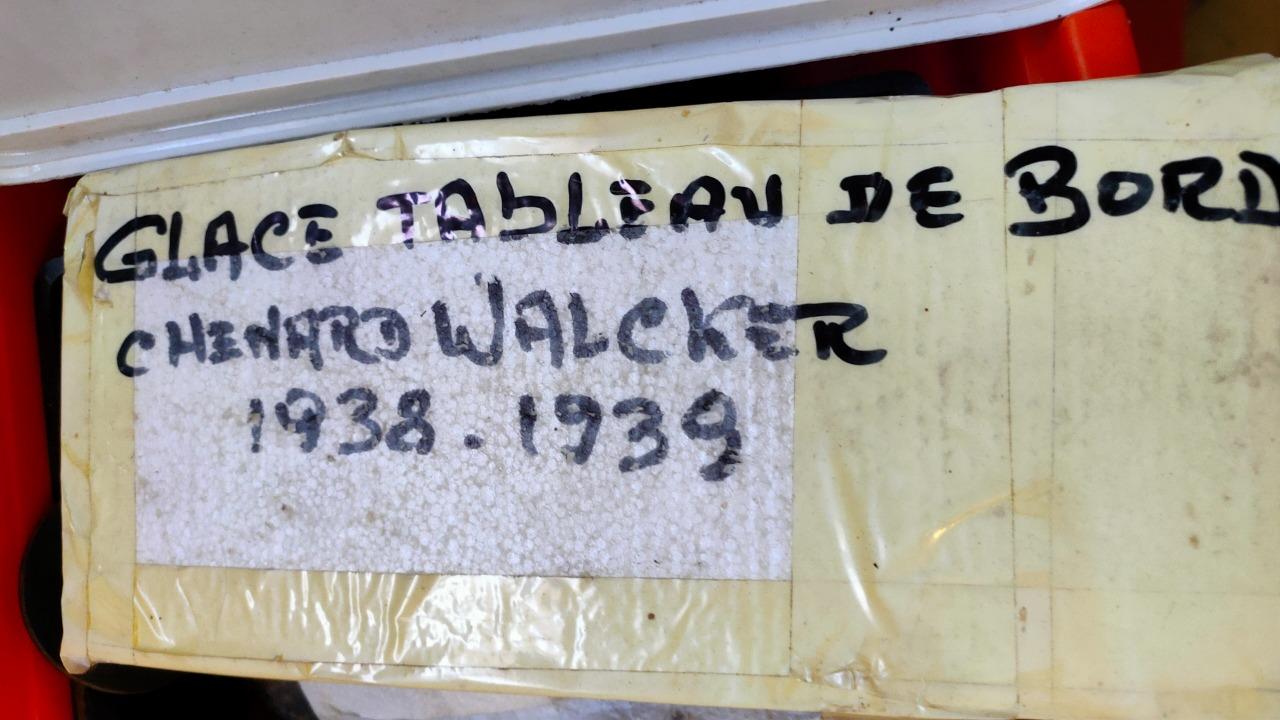 GLACE TABLEAU DE BORD
CHENARD WALCKER
1938. 1939